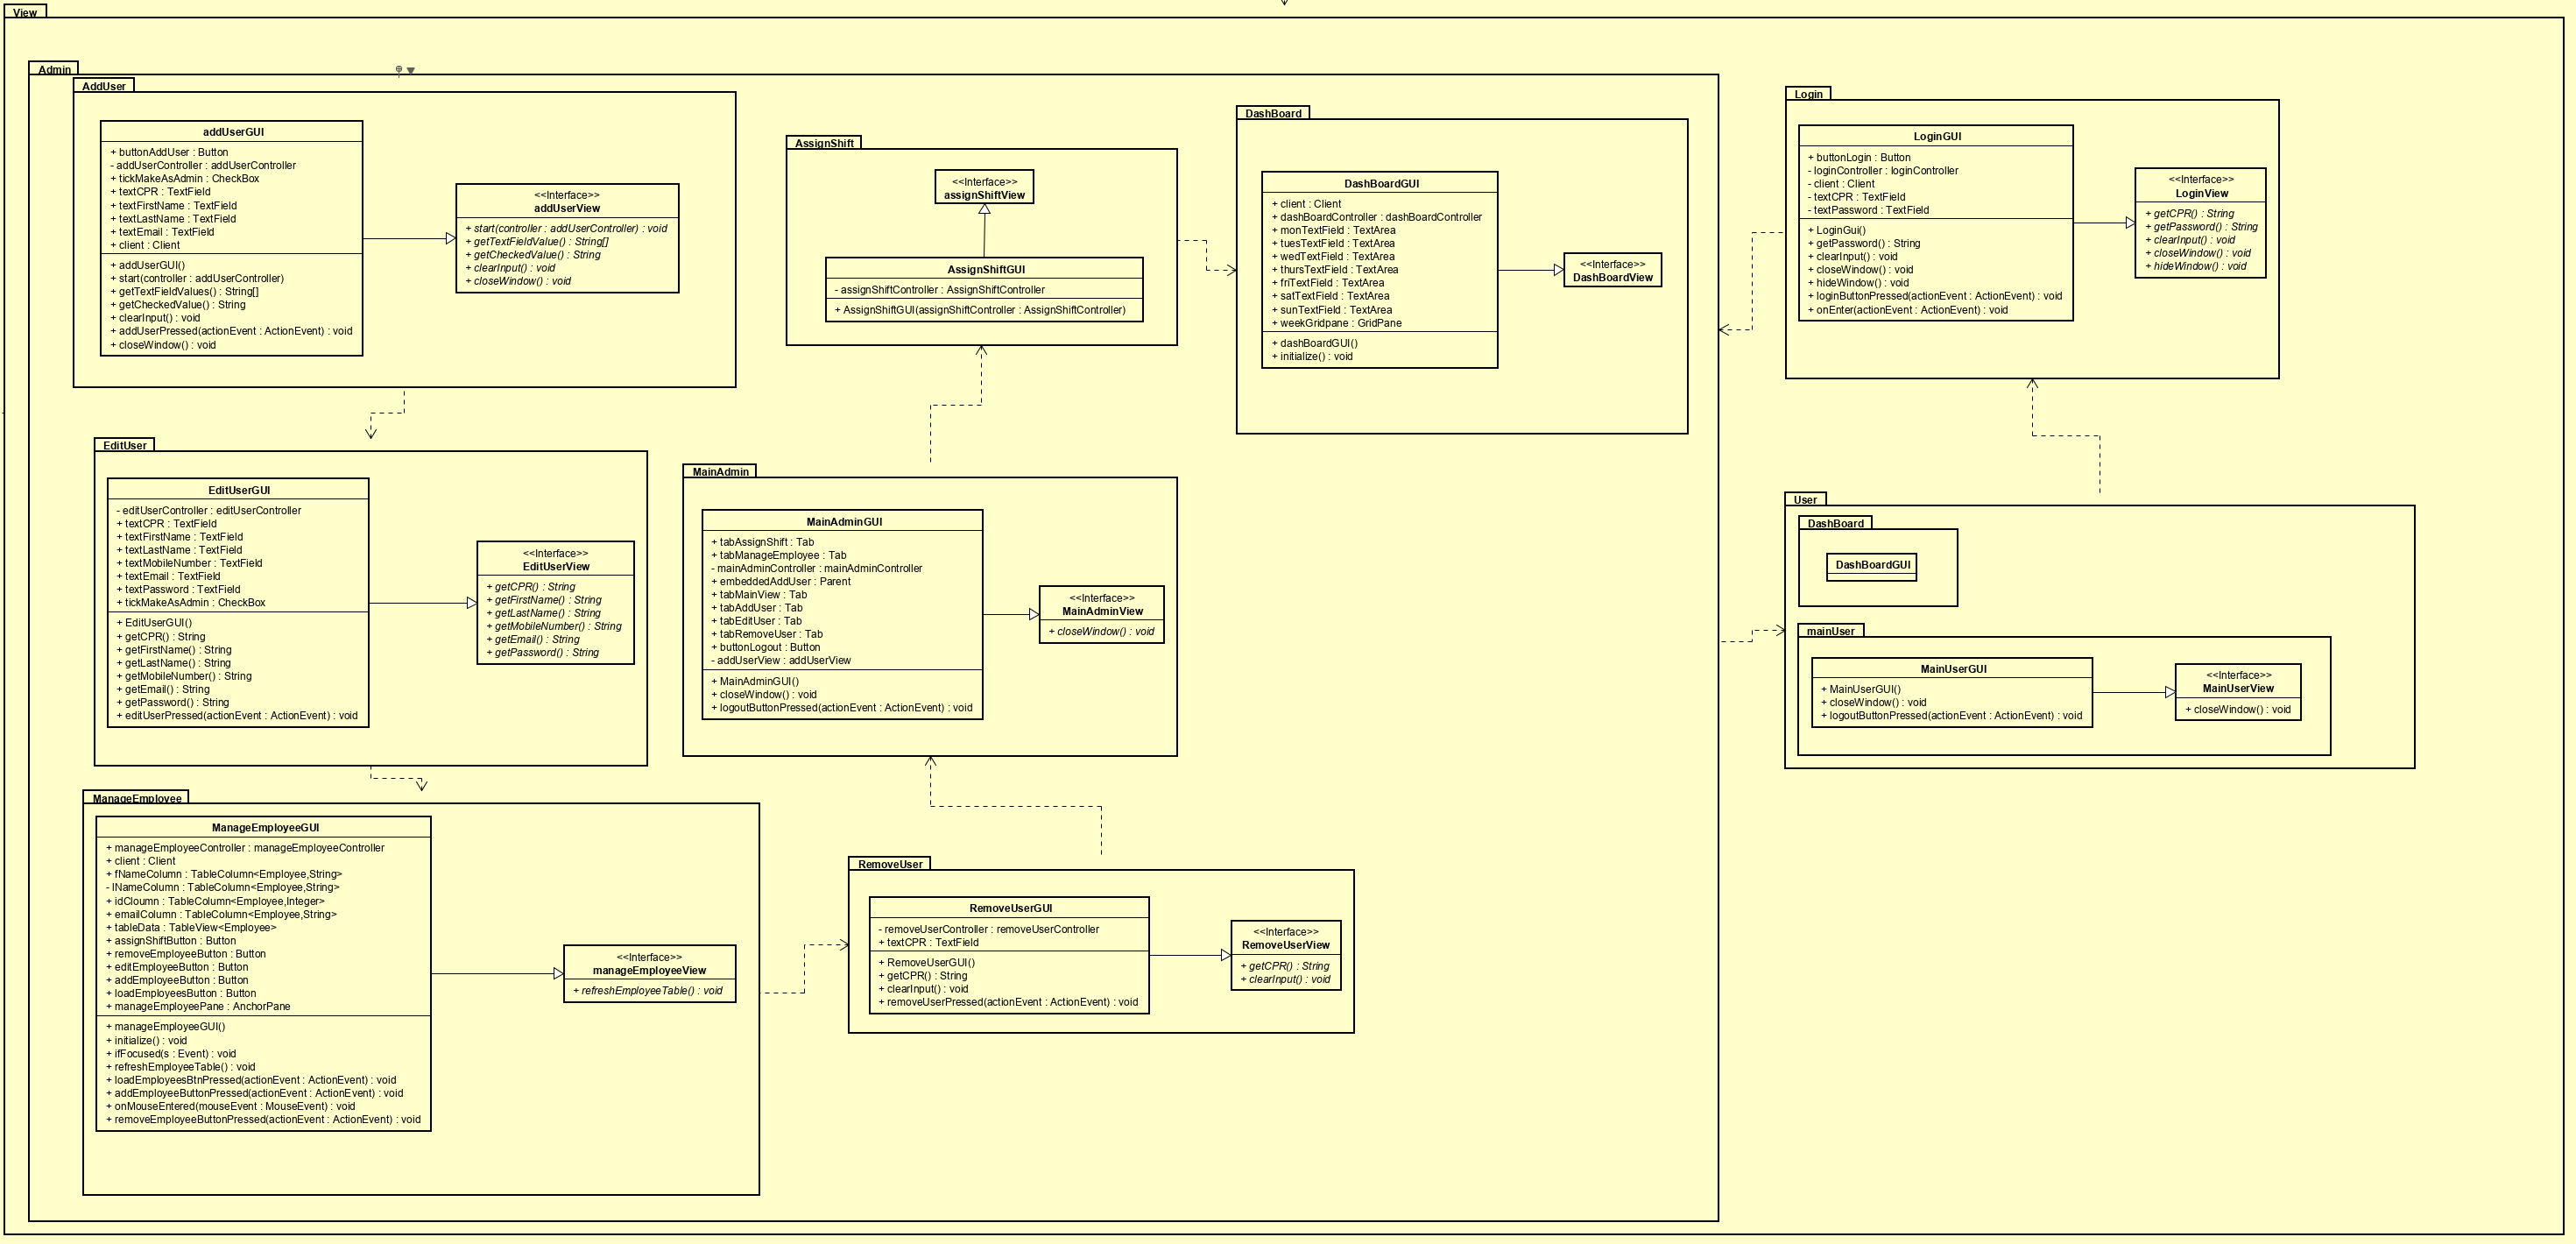 View
Admin
AddUser
addUserGUI
+ buttonAddUser : Button
- addUserController : addUserController
+ tickMakeAsAdmin : CheckBox
+ textCPR : TextField
+ textFirstName : TextField
+ textLastName : TextField
+ textEmail : TextField
+ client : Client
+ addUserGUI()
+ start(controller : addUserController)
+ getTextFieldValues() : String[]
+ getCheckedValue() : String
+ clearInput() : void
+ addUserPressed(actionEvent : ActionEvent) : void
+ closeWindow() : void
<<Interface>>
addUserView
+ start(controller : addUserController) : void
+ getTextFieldValue() : String[]
+ getCheckedValue() : String
+ clearInput() : void
+ closeWindow() : void
AssignShift
<<Interface>>
assignShiftView
AssignShiftGUI
- assignShiftController : AssignShiftController
+ AssignShiftGUI(assignShiftController : AssignShiftController)
DashBoard
DashBoardGUI
+ client : Client
+ dashBoardController : dashBoardController
+ monTextField : TextArea
+ tuesTextField : TextArea
+ wedTextField : TextArea
+ thursTextField : TextArea
+ friTextField : TextArea
+ satTextField : TextArea
+ sunTextField : TextArea
+ weekGridpane : GridPane
+ dashBoardGUI()
+ initialize() : void
<<Interface>>
DashBoardView
Login
LoginGUI
+ buttonLogin : Button
- loginController : loginController
- client : Client
- textCPR : TextField
- textPassword : TextField
+ LoginGui()
+ getPassword() : String
+ clearInput() : void
+ closeWindow() : void
+ hideWindow() : void
+ loginButtonPressed(actionEvent : ActionEvent) : void
+ onEnter(actionEvent : ActionEvent) : void
<<Interface>>
LoginView
+ getCPR() : String
+ getPassword() : String
+ clearInput() : void
+ closeWindow() : void
+ hideWindow() : void
EditUser
EditUserGUI
- editUserController : editUserController
+ textCPR : TextField
+ textFirstName : TextField
+ textLastName : TextField
+ textMobileNumber : TextField
+ textEmail : TextField
+ textPassword : TextField
+ tickMakeAsAdmin : CheckBox
+ EditUserGUI()
+ getCPR() : String
+ getFirstName() : String
+ getLastName() : String
+ getMobileNumber() : String
+ getEmail() : String
+ getPassword() : String
+ editUserPressed(actionEvent : ActionEvent) : void
<<Interface>>
EditUserView
+ getCPR() : String
+ getFirstName() : String
+ getLastName() : String
+ getMobileNumber() : String
+ getEmail() : String
+ getPassword() : String
MainAdmin
MainAdminGUI
+ tabAssignShift : Tab
+ tabManageEmployee : Tab
- mainAdminController : mainAdminController
+ embeddedAddUser : Parent
+ tabMainView : Tab
+ tabAddUser : Tab
+ tabEditUser : Tab
+ tabRemoveUser : Tab
+ buttonLogout : Button
- addUserView : addUserView
+ MainAdminGUI()
+ closeWindow() : void
+ logoutButtonPressed(actionEvent : ActionEvent) : void
<<Interface>>
MainAdminView
+ closeWindow() : void
User
DashBoard
DashBoardGUI
mainUser
MainUserGUI
+ MainUserGUI()
+ closeWindow() : void
+ logoutButtonPressed(actionEvent : ActionEvent) : void
<<Interface>>
MainUserView
+ closeWindow() : void
ManageEmployee
ManageEmployeeGUI
+ manageEmployeeController : manageEmployeeController
+ client : Client
+ fNameColumn : TableColumn<Employee,String>
- lNameColumn : TableColumn<Employee,String>
+ idCloumn : TableColumn<Employee,Integer>
+ emailColumn : TableColumn<Employee,String>
+ tableData : TableView<Employee>
+ assignShiftButton : Button
+ removeEmployeeButton : Button
+ editEmployeeButton : Button
+ addEmployeeButton : Button
+ loadEmployeesButton : Button
+ manageEmployeePane : AnchorPane
+ manageEmployeeGUI()
+ initialize() : void
+ ifFocused(s : Event) : void
+ refreshEmployeeTable() : void
+ loadEmployeesBtnPressed(actionEvent : ActionEvent) : void
+ addEmployeeButtonPressed(actionEvent : ActionEvent) : void
+ onMouseEntered(mouseEvent : MouseEvent) : void
+ removeEmployeeButtonPressed(actionEvent : ActionEvent) : void
<<Interface>>
manageEmployeeView
+ refreshEmployeeTable() : void
RemoveUser
RemoveUserGUI
- removeUserController : removeUserController
+ textCPR : TextField
+ RemoveUserGUI()
+ getCPR() : String
+ clearInput() : void
+ removeUserPressed(actionEvent : ActionEvent) : void
<<Interface>>
RemoveUserView
+ getCPR() : String
+ clearInput() : void